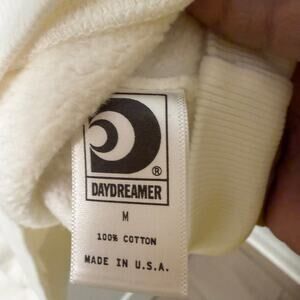 ®
DAYDREAMER
M
100% COTTON
MADE IN U.S.A.